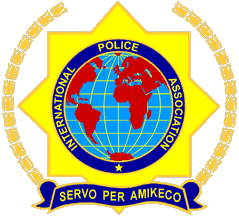 INTERNATIONAL POLICE ASSOCIATION
SERVO PER AMIKECO